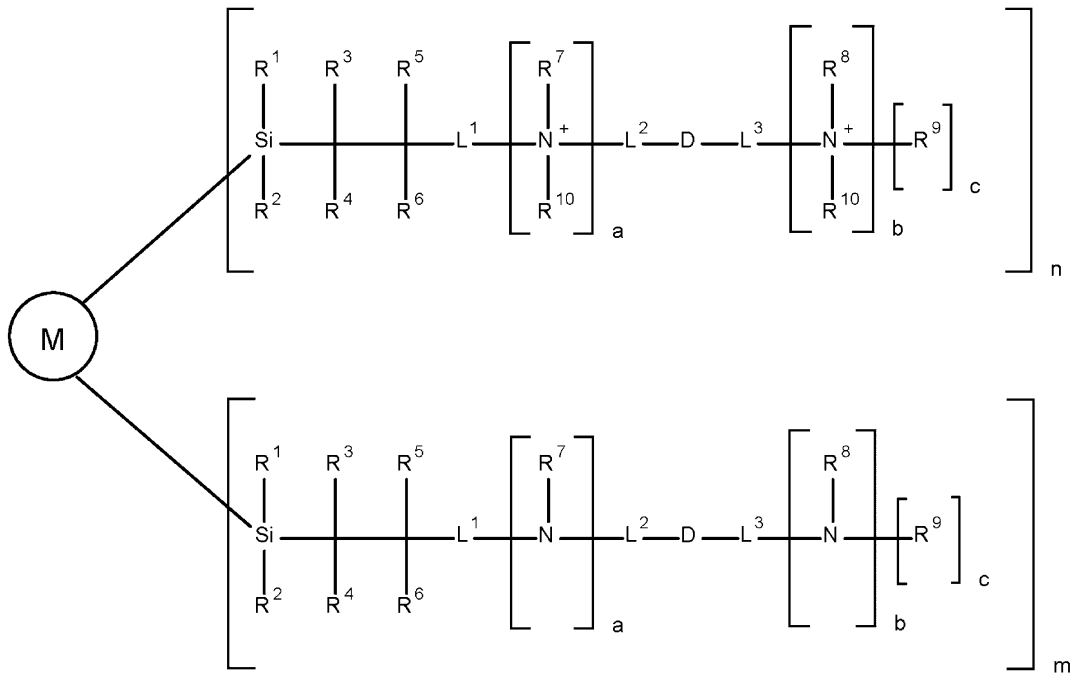 R1 R3 R5 R7 R8
Si L1 N+ L2 D L3 N+ R9
c
R2 R4 R6 R10 R10
a b
n
M
R1 R3 R5 R7 R8
Si L1 N L2 D L3 N R9
c
R2 R4 R6
a b
m